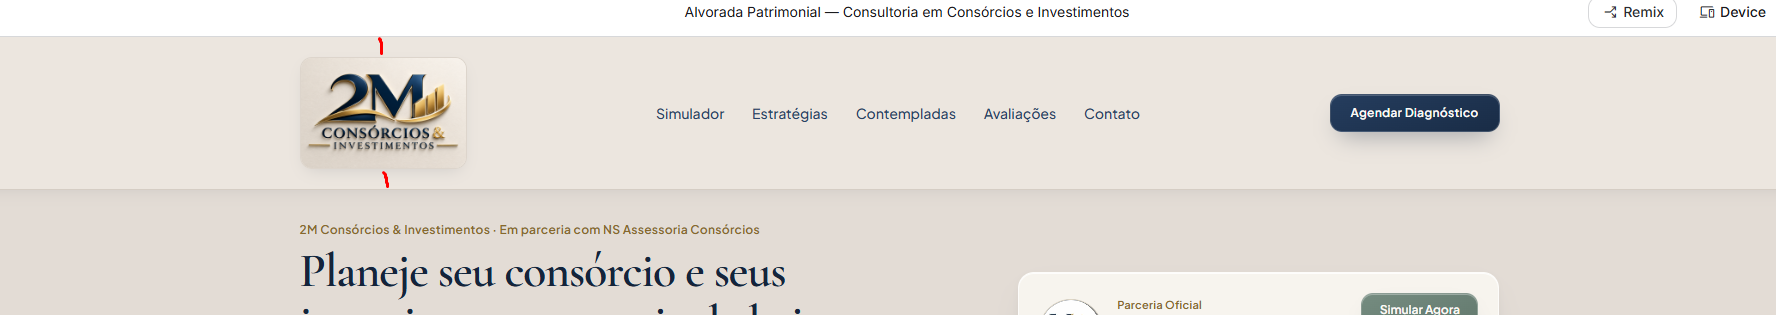 Alvorada Patrimonial — Consultoria em Consórcios e Investimentos
Remix
Device
2M
CONSÓRCIOS&
INVESTIMENTOS
Simulador
Estratégias
Contempladas
Avaliações
Contato
Agendar Diagnóstico
2M Consórcios & Investimentos · Em parceria com NS Assessoria Consórcios
Planeje seu consórcio e seus
Parceria Oficial
Simular Agora